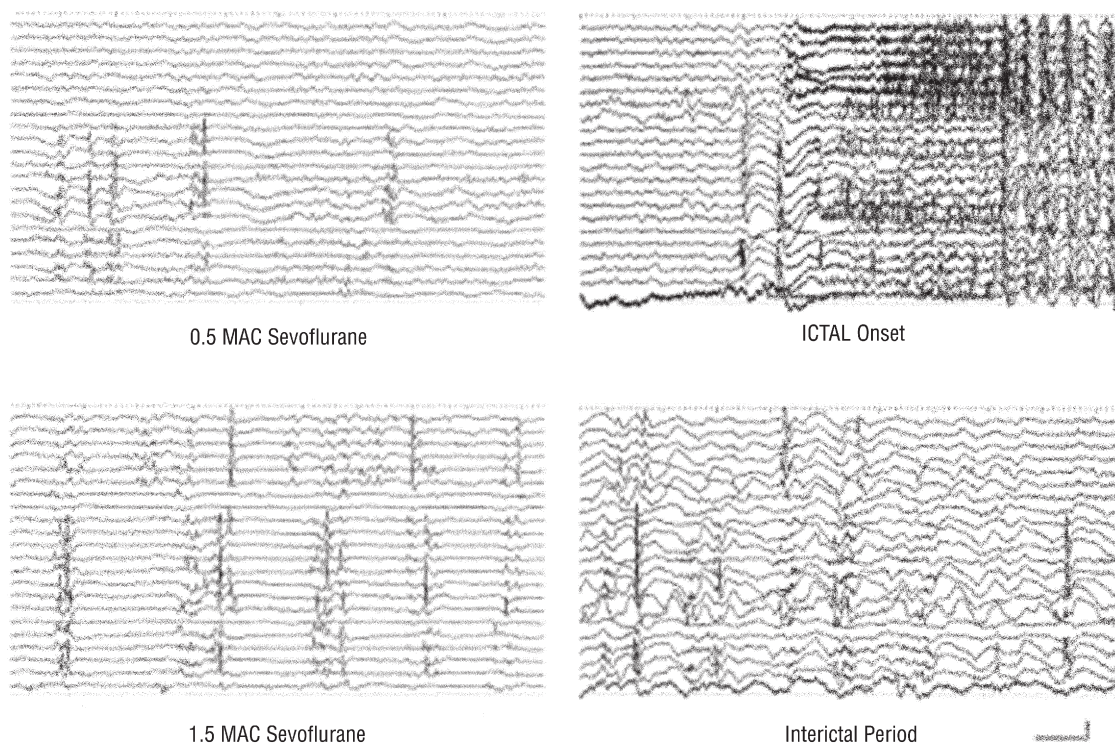 0.5 MAC Sevoflurane
ICTAL Onset
1.5 MAC Sevoflurane
Interictal Period